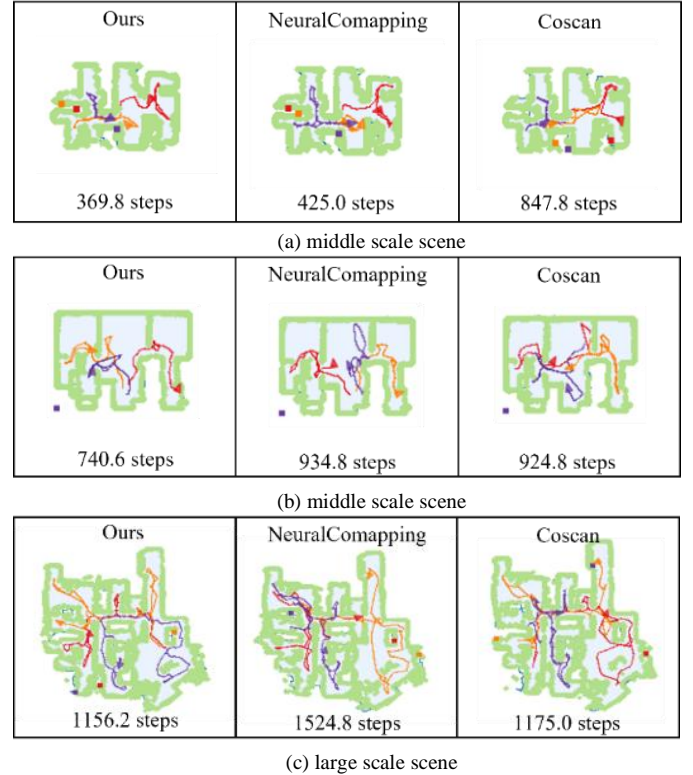 Ours NeuralComapping Coscan
369.8 steps 425.0 steps 847.8 steps
(a) middle scale scene
Ours NeuralComapping Coscan
740.6 steps 934.8 steps 924.8 steps
(b) middle scale scene
Ours NeuralComapping Coscan
1156.2 steps 1524.8 steps 1175.0 steps
(c) large scale scene